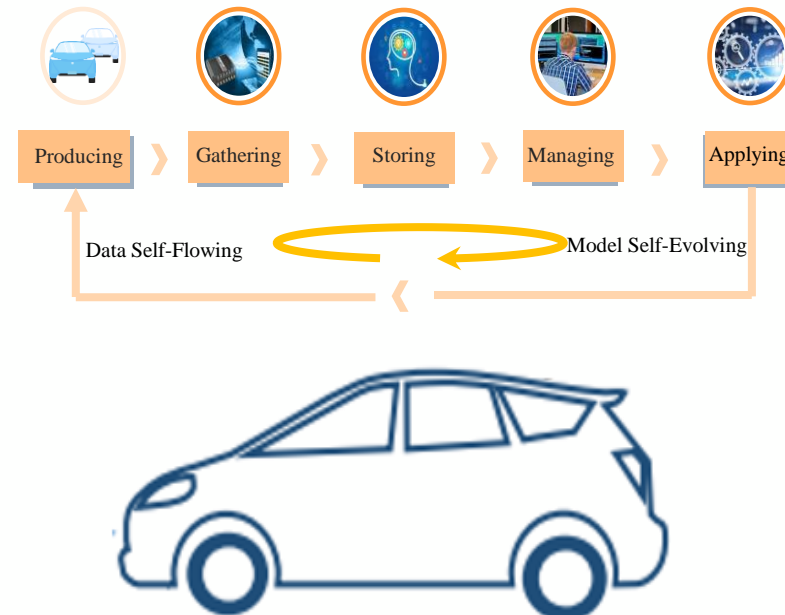 Producing
Gathering
Storing
Managing
Applying
Data Self-Flowing
Model Self-Evolving